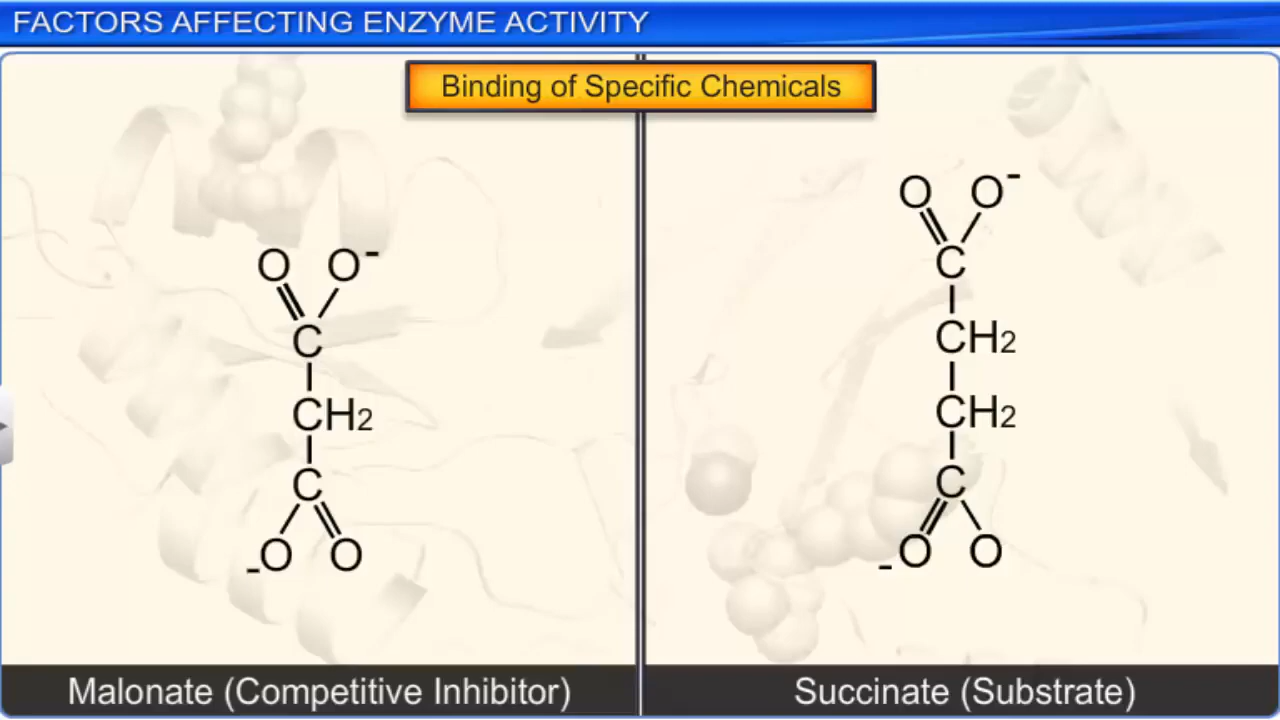 FACTORS AFFECTING ENZYME ACTIVITY
Binding of Specific Chemicals
O O-
C
CH2
C
-O O
Malonate (Competitive Inhibitor)
O O-
C
CH2
CH2
C
-O O
Succinate (Substrate)